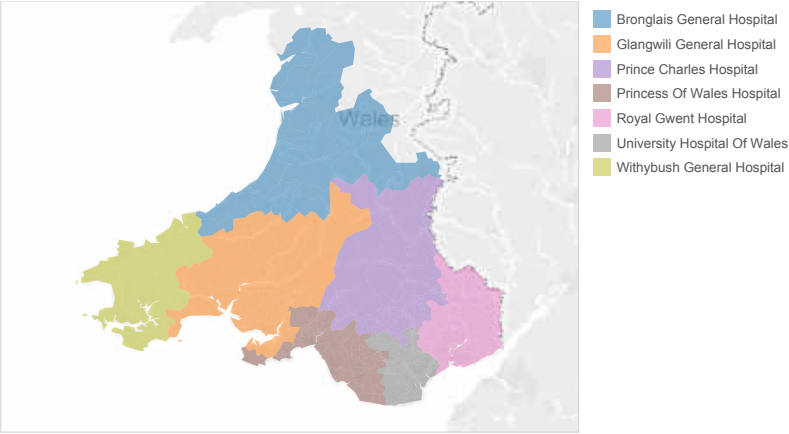 Wales
Bronglais General Hospital
Glangwili General Hospital
Prince Charles Hospital
Princess Of Wales Hospital
Royal Gwent Hospital
University Hospital Of Wales
Withybush General Hospital